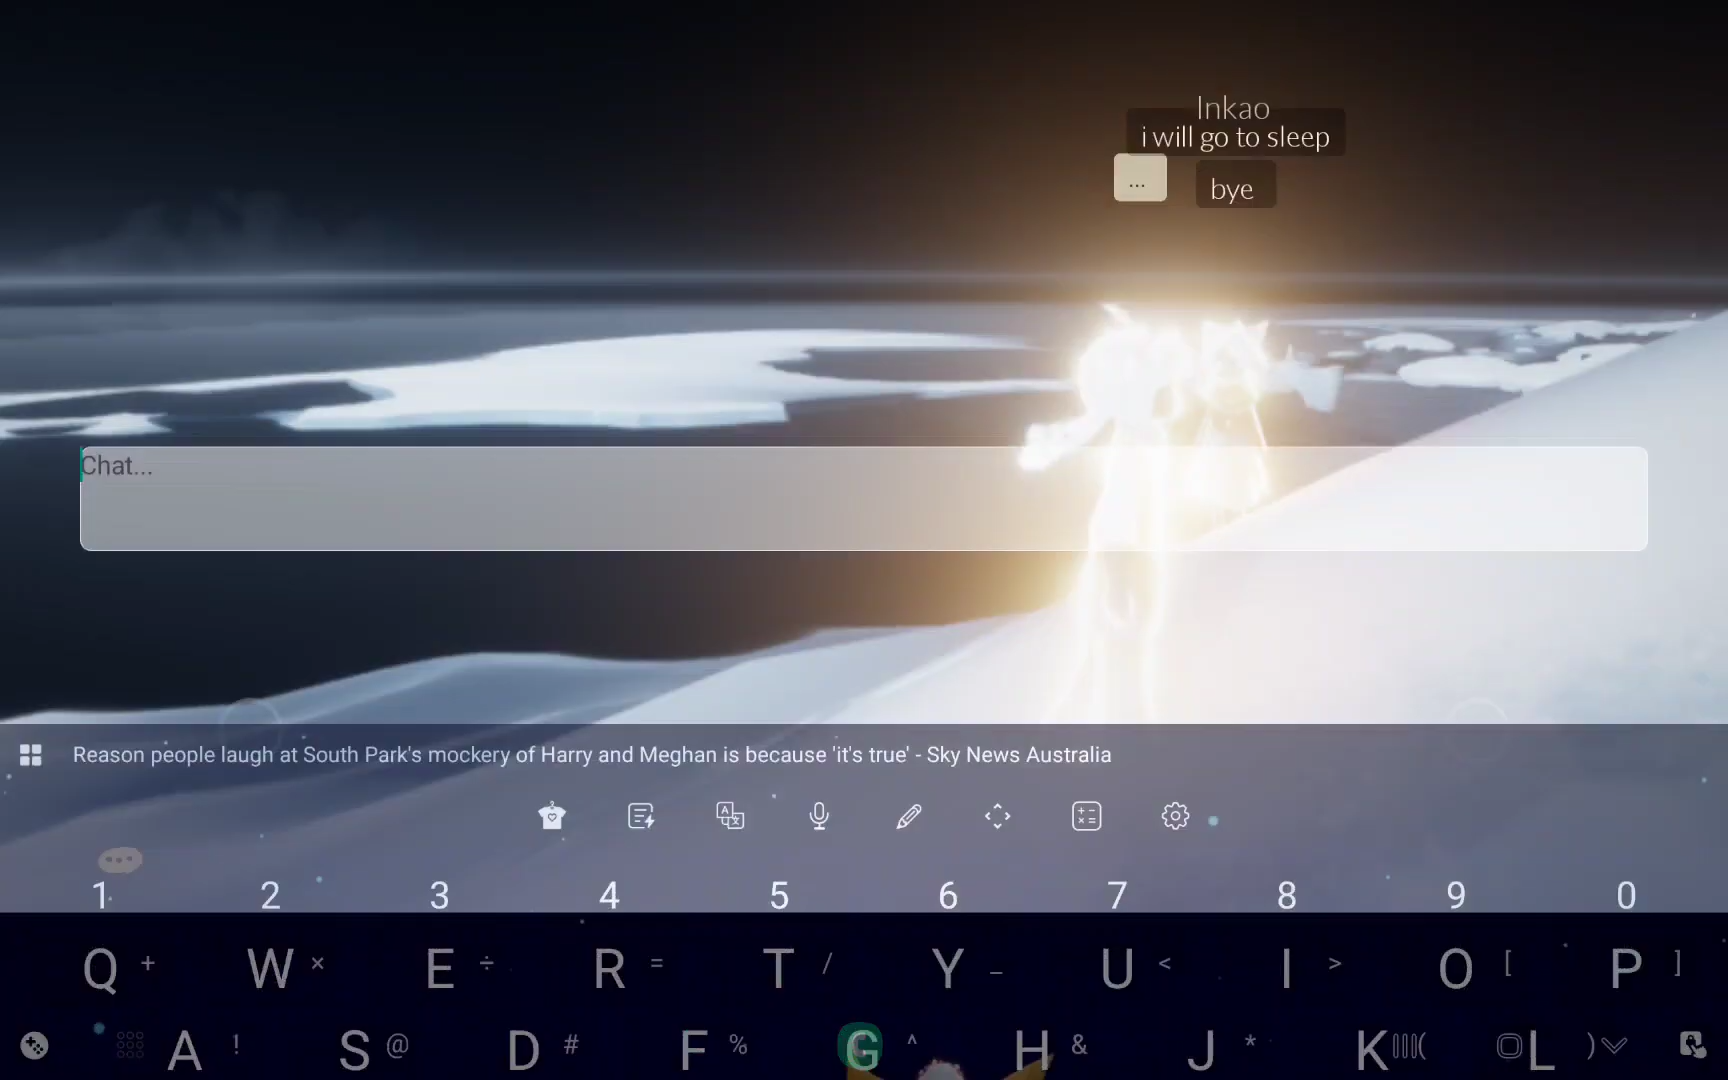 Inkao
i will go to sleep
... bye
Chat...
Reason people laugh at South Park's mockery of Harry and Meghan is because 'it's true' - Sky News Australia
1 2 3 4 5 6 7 8 9 0
Q + W × E ÷ R = T / Y _ U < I > O [ P ]
A ! S @ D # F % G ^ H & J * K ( L )